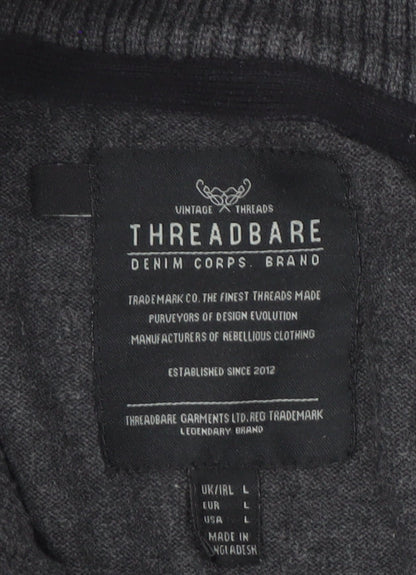 VINTAGE THREADS
THREADBARE
DENIM CORPS. BRAND
TRADEMARK CO. THE FINEST THREADS MADE
PURVEYORS OF DESIGN EVOLUTION
MANUFACTURERS OF REBELLIOUS CLOTHING
ESTABLISHED SINCE 2012
THREADBARE GARMENTS LTD. REG TRADEMARK
LEGENDARY BRAND
UK/IRL L
EUR L
USA L
MADE IN
NGLADESH